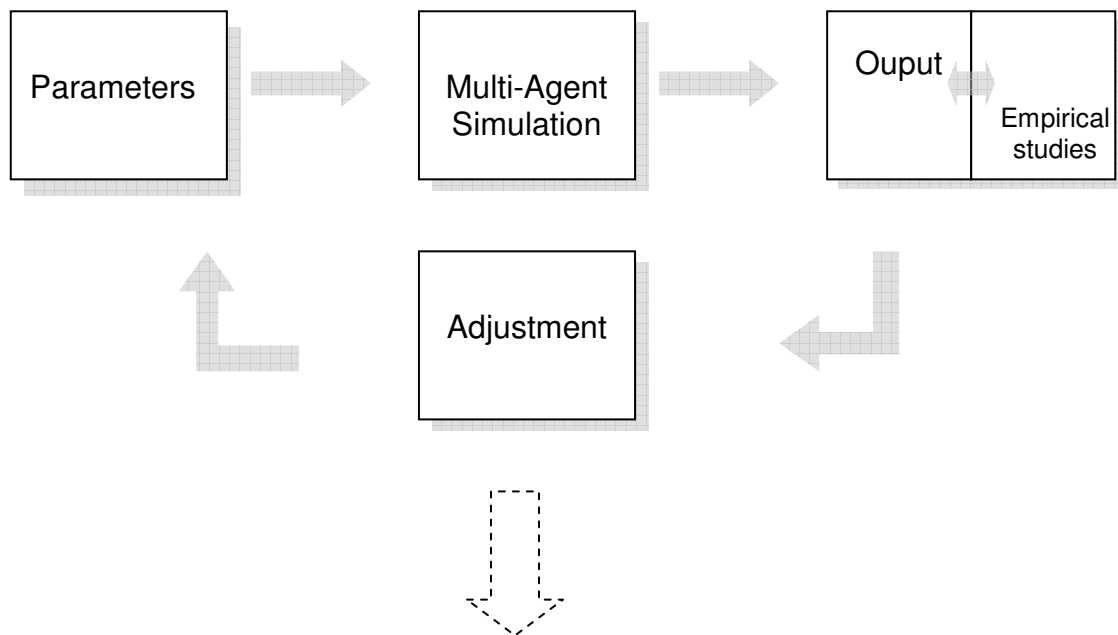 Parameters
Multi-Agent
Simulation
Ouput
Empirical
studies
Adjustment